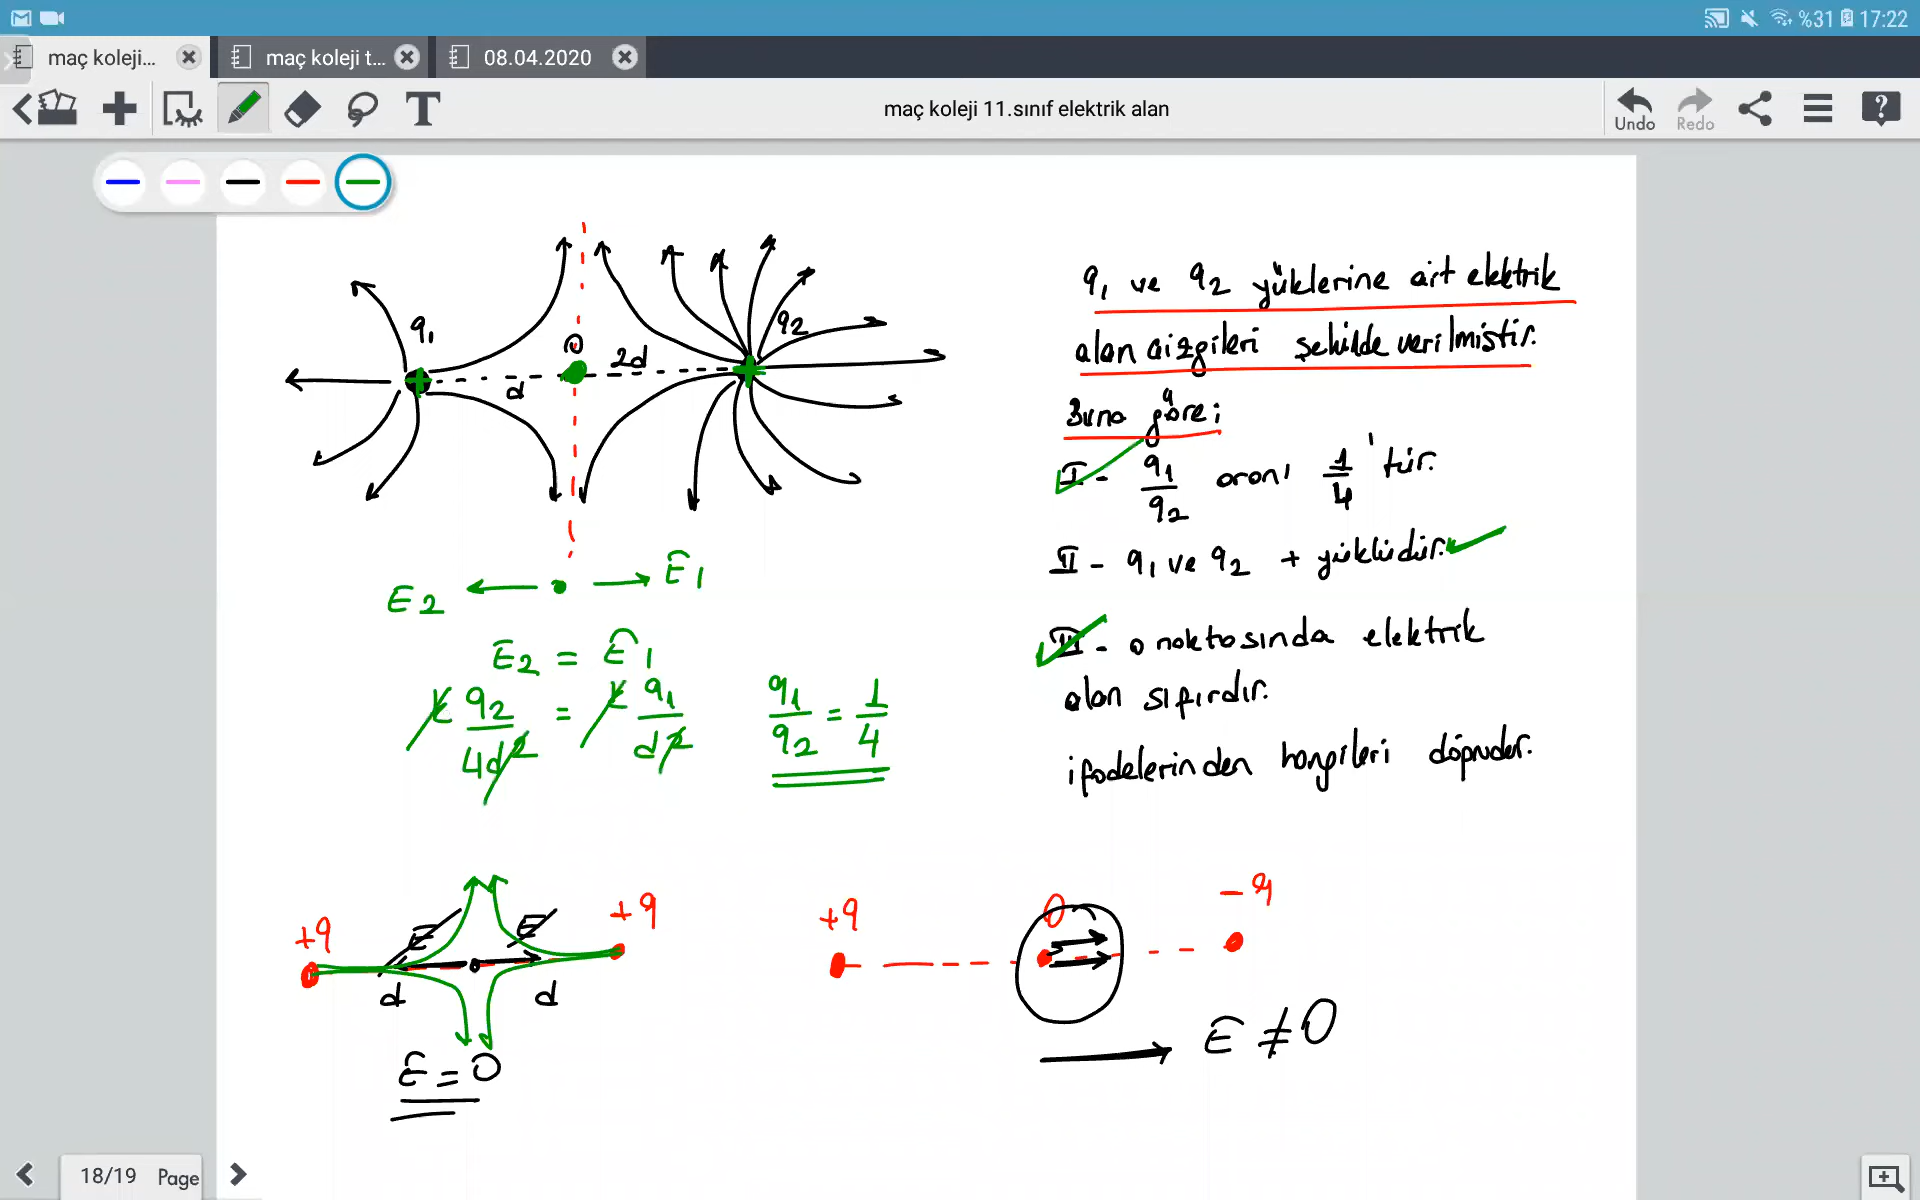 %31 17:22
maç koleji...
maç koleji t...
08.04.2020
T
maç koleji 11.sınıf elektrik alan
Undo
Redo
q1
q2
O
d
2d
q1 ve q2 yüklerine ait elektrik
alan çizgileri şekilde verilmiştir.
Buna göre;
I - q1/q2 oranı 1/4 'tür.
II - q1 ve q2 + yüklüdür.
III - O noktasında elektrik
alan sıfırdır.
ifadelerinden hangileri doğrudur.
E2 E1
E2 = E1
k q2/4d2 = k q1/d2
q1/q2 = 1/4
+q E E +q
d d
E = 0
+q O -q
E ≠ 0
18/19 Page